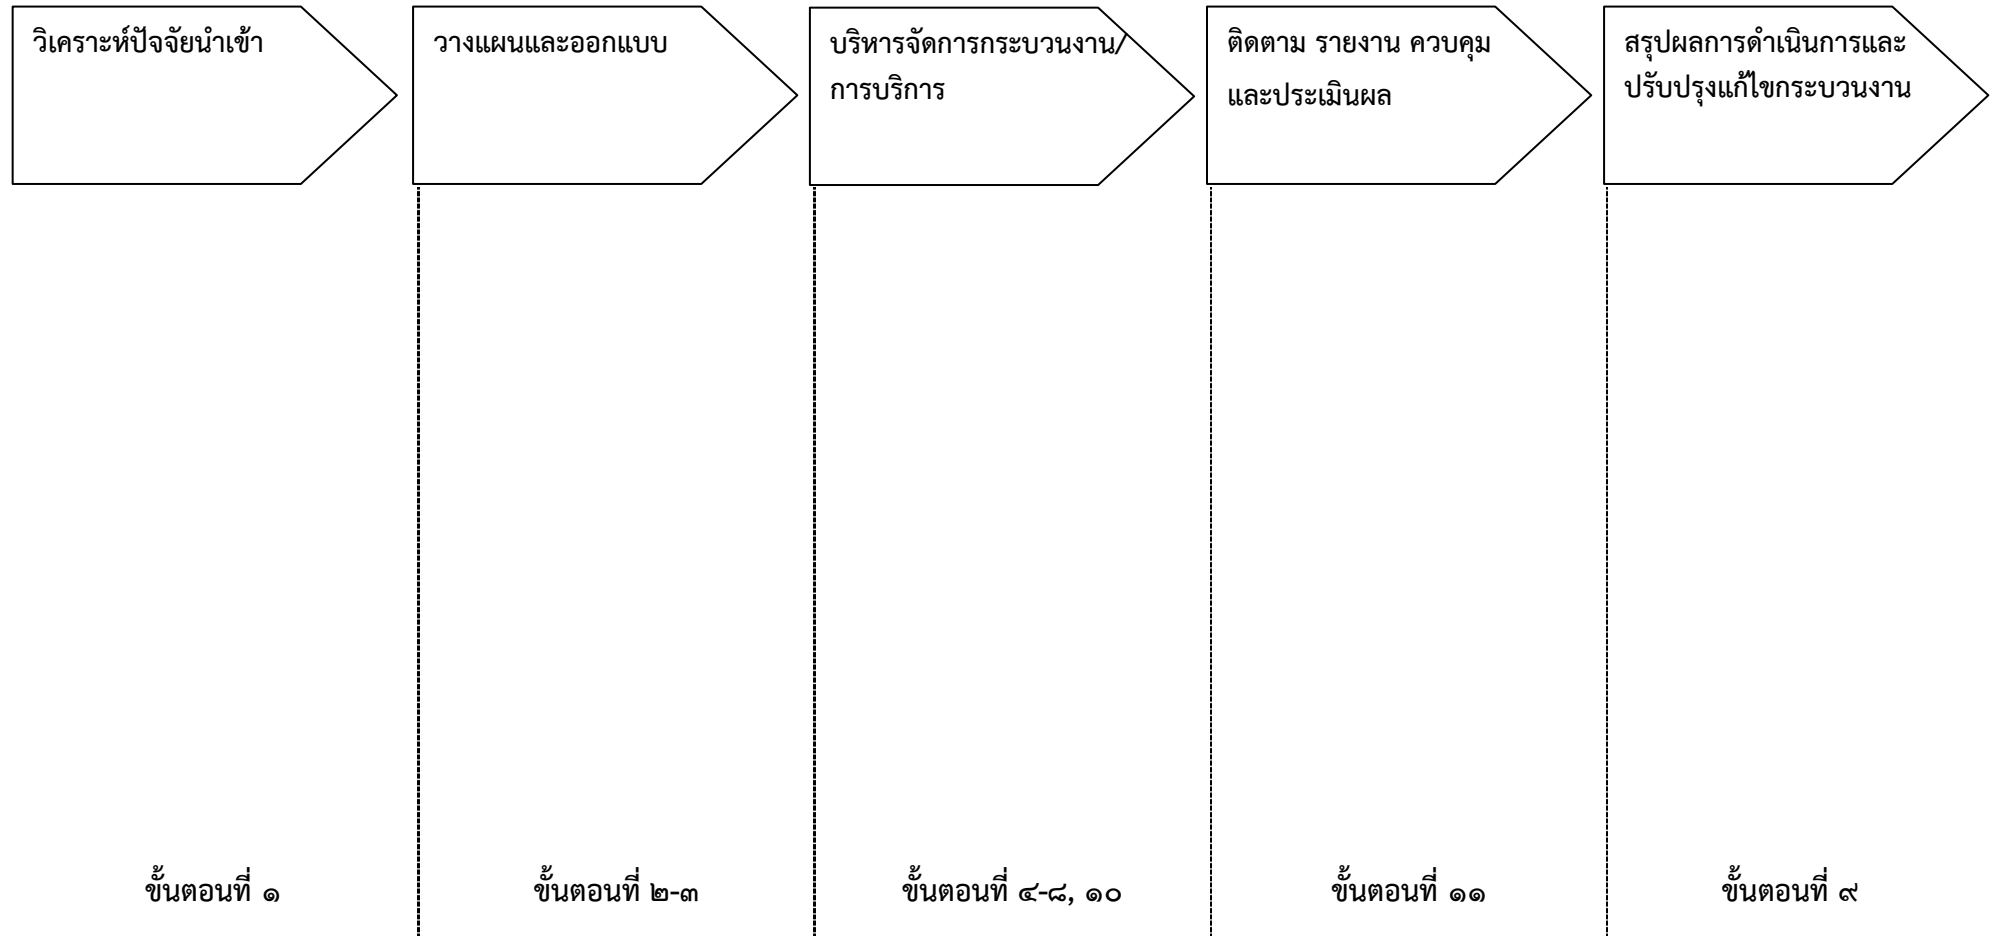 วิเคราะห์ปัจจัยนำเข้า
วางแผนและออกแบบ
บริหารจัดการกระบวนงาน/
การบริการ
ติดตาม รายงาน ควบคุม
และประเมินผล
สรุปผลการดำเนินการและ
ปรับปรุงแก้ไขกระบวนงาน
ขั้นตอนที่ ๑
ขั้นตอนที่ ๒-๓
ขั้นตอนที่ ๔-๘, ๑๐
ขั้นตอนที่ ๑๑
ขั้นตอนที่ ๙